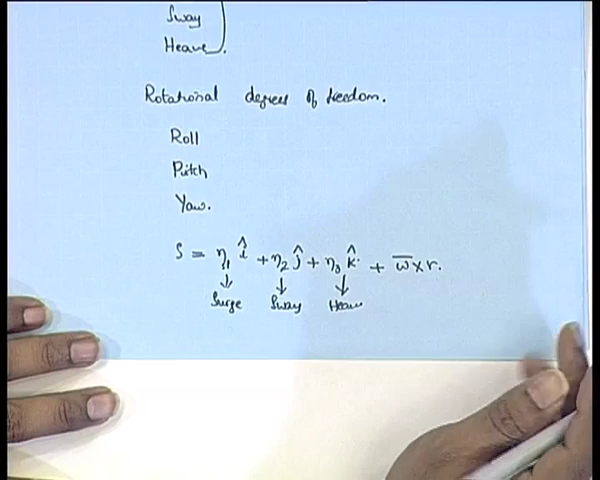 Sway
Heave
Rotational degrees of freedom.
Roll
Pitch
Yaw.
S = η₁ î + η₂ ĵ + η₃ k̂ + ω̅ × r.
Surge Sway Heave